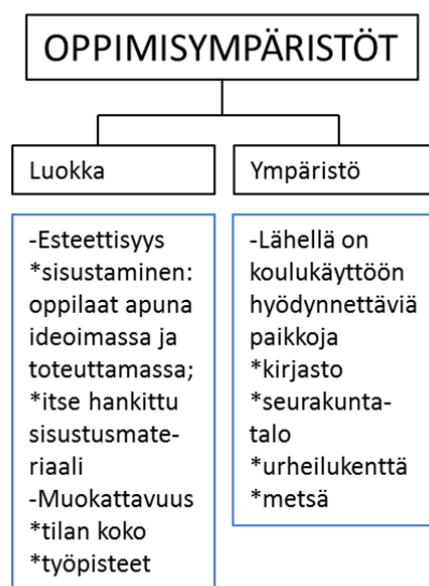 OPPIMISYMPÄRISTÖT
Luokka
-Esteettisyys
*sisustaminen:
oppilaat apuna
ideoimassa ja
toteuttamassa;
*itse hankittu
sisustusmate-
riaali
-Muokattavuus
*tilan koko
*työpisteet
Ympäristö
-Lähellä on
koulukäyttöön
hyödynnettäviä
paikkoja
*kirjasto
*seurakunta-
talo
*urheilukenttä
*metsä